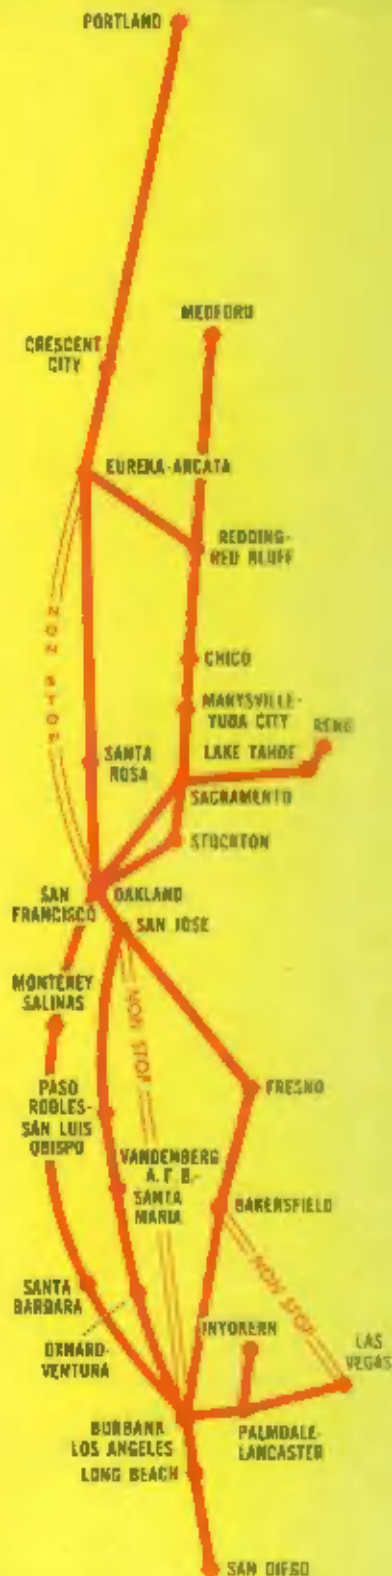 PORTLAND
MEDFORD
CRESCENT
CITY
EUREKA-ARCATA
REDDING-
RED BLUFF
NON STOP
CHICO
MARYSVILLE-
YUBA CITY
RENO
LAKE TAHOE
SANTA
ROSA
SACRAMENTO
STOCKTON
SAN
FRANCISCO
OAKLAND
SAN JOSE
MONTEREY
SALINAS
NON STOP
FRESNO
PASO
ROBLES-
SAN LUIS
OBISPO
VANDENBERG
A.F.B.-
SANTA
MARIA
BAKERSFIELD
NON STOP
SANTA
BARBARA
INYOKERN
LAS
VEGAS
OXNARD-
VENTURA
BURBANK
LOS ANGELES
PALMDALE-
LANCASTER
LONG BEACH
SAN DIEGO